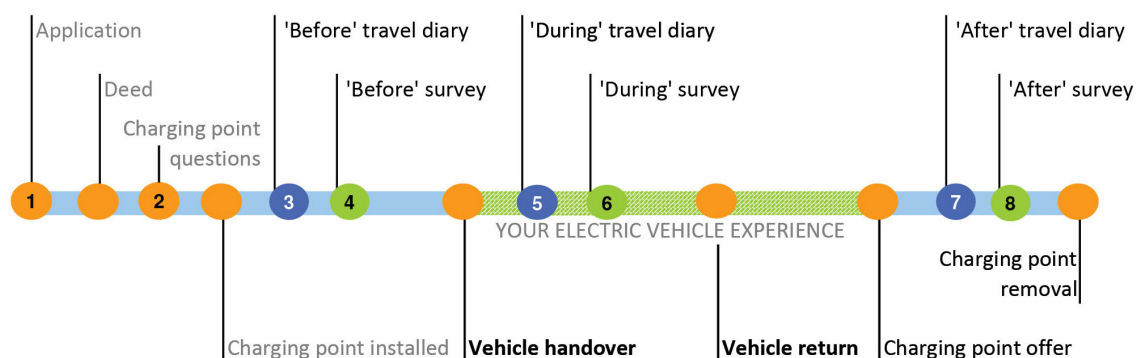 Application
'Before' travel diary
'During' travel diary
'After' travel diary
Deed
'Before' survey
'During' survey
'After' survey
Charging point
questions
1
2
3
4
5
6
7
8
YOUR ELECTRIC VEHICLE EXPERIENCE
Charging point
removal
Charging point installed
Vehicle handover
Vehicle return
Charging point offer